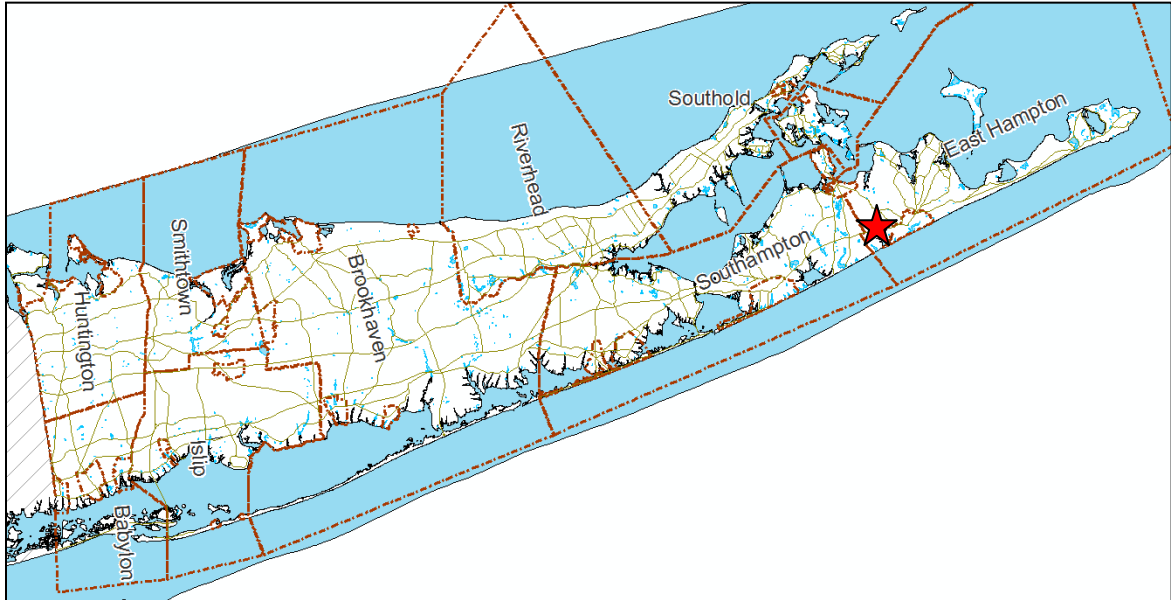 Southold
East Hampton
Riverhead
Southampton
Smithtown
Brookhaven
Huntington
Islip
Babylon